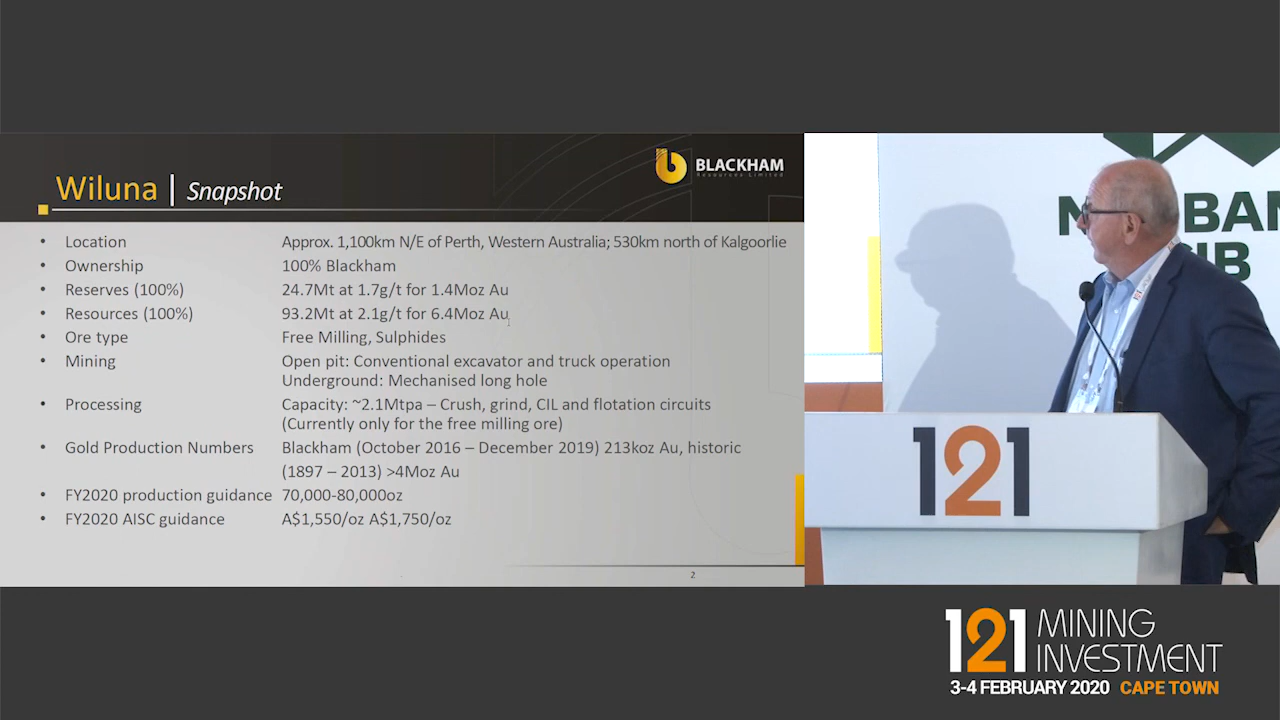 Wiluna | Snapshot
BLACKHAM
Resources Limited
• Location Approx. 1,100km N/E of Perth, Western Australia; 530km north of Kalgoorlie
• Ownership 100% Blackham
• Reserves (100%) 24.7Mt at 1.7g/t for 1.4Moz Au
• Resources (100%) 93.2Mt at 2.1g/t for 6.4Moz Au
• Ore type Free Milling, Sulphides
• Mining Open pit: Conventional excavator and truck operation
Underground: Mechanised long hole
• Processing Capacity: ~2.1Mtpa – Crush, grind, CIL and flotation circuits
(Currently only for the free milling ore)
• Gold Production Numbers Blackham (October 2016 – December 2019) 213koz Au, historic
(1897 – 2013) >4Moz Au
• FY2020 production guidance 70,000-80,000oz
• FY2020 AISC guidance A$1,550/oz A$1,750/oz
2
121
121 MINING
INVESTMENT
3-4 FEBRUARY 2020 CAPE TOWN